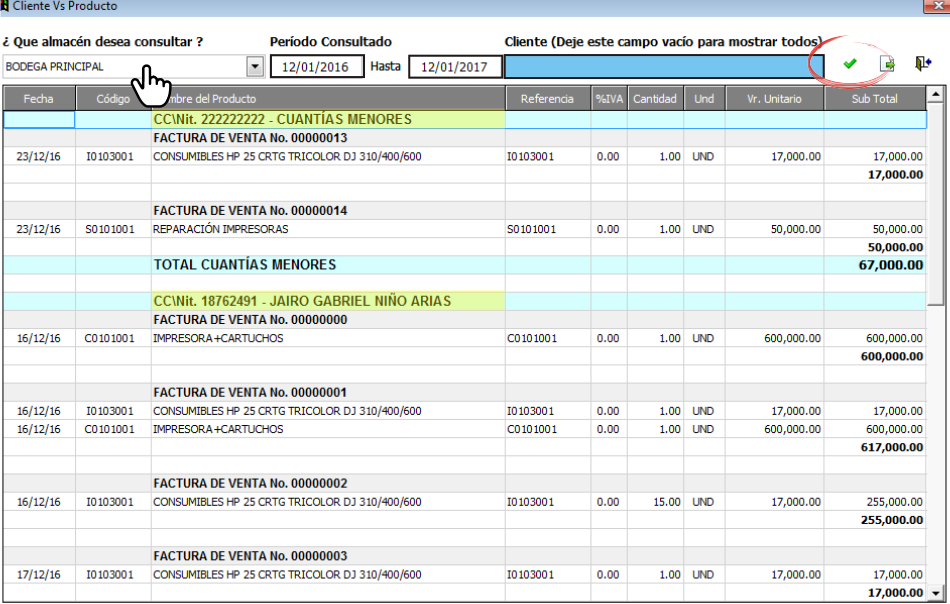 Cliente Vs Producto
¿ Que almacén desea consultar ? Período Consultado Cliente (Deje este campo vacío para mostrar todos)
BODEGA PRINCIPAL 12/01/2016 Hasta 12/01/2017
Fecha Código mbre del Producto Referencia %IVA Cantidad Und Vr. Unitario Sub Total
CC\Nit. 222222222 - CUANTÍAS MENORES
FACTURA DE VENTA No. 00000013
23/12/16 I0103001 CONSUMIBLES HP 25 CRTG TRICOLOR DJ 310/400/600 I0103001 0.00 1.00 UND 17,000.00 17,000.00
17,000.00
FACTURA DE VENTA No. 00000014
23/12/16 S0101001 REPARACIÓN IMPRESORAS S0101001 0.00 1.00 UND 50,000.00 50,000.00
50,000.00
TOTAL CUANTÍAS MENORES 67,000.00
CC\Nit. 18762491 - JAIRO GABRIEL NIÑO ARIAS
FACTURA DE VENTA No. 00000000
16/12/16 C0101001 IMPRESORA+CARTUCHOS C0101001 0.00 1.00 UND 600,000.00 600,000.00
600,000.00
FACTURA DE VENTA No. 00000001
16/12/16 I0103001 CONSUMIBLES HP 25 CRTG TRICOLOR DJ 310/400/600 I0103001 0.00 1.00 UND 17,000.00 17,000.00
16/12/16 C0101001 IMPRESORA+CARTUCHOS C0101001 0.00 1.00 UND 600,000.00 600,000.00
617,000.00
FACTURA DE VENTA No. 00000002
16/12/16 I0103001 CONSUMIBLES HP 25 CRTG TRICOLOR DJ 310/400/600 I0103001 0.00 15.00 UND 17,000.00 255,000.00
255,000.00
FACTURA DE VENTA No. 00000003
17/12/16 I0103001 CONSUMIBLES HP 25 CRTG TRICOLOR DJ 310/400/600 I0103001 0.00 1.00 UND 17,000.00 17,000.00
17,000.00